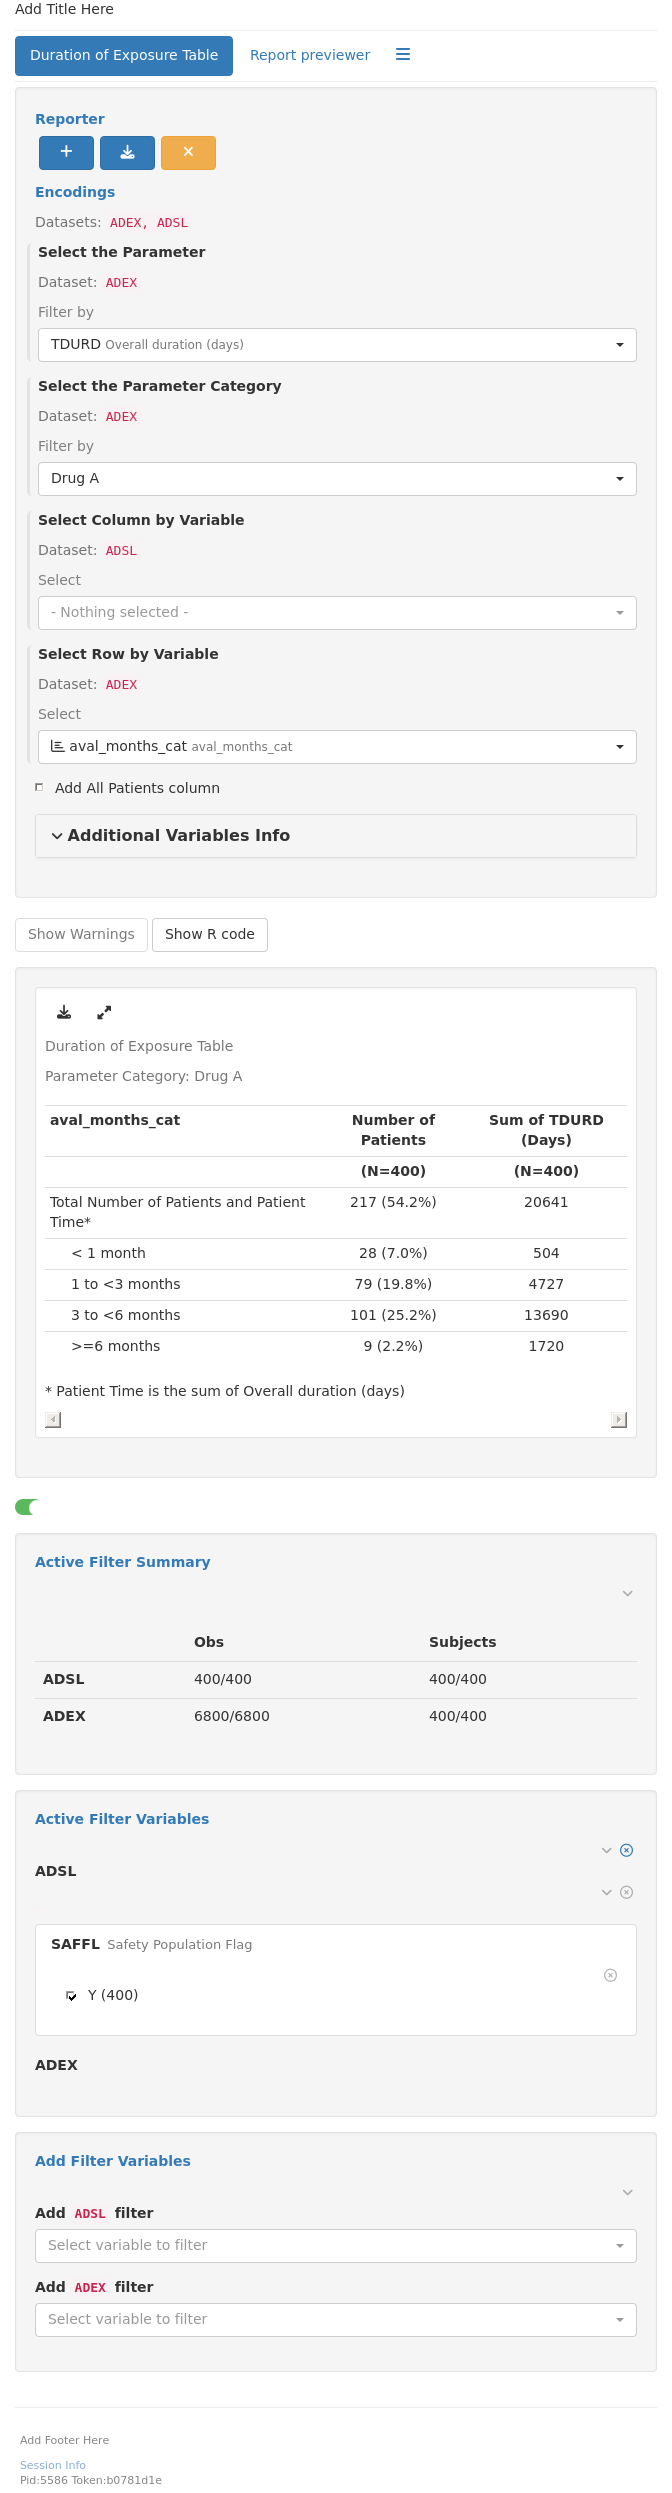 Add Title Here
Duration of Exposure Table Report previewer
Reporter
Encodings
Datasets: ADEX, ADSL
Select the Parameter
Dataset: ADEX
Filter by
TDURD Overall duration (days)
Select the Parameter Category
Dataset: ADEX
Filter by
Drug A
Select Column by Variable
Dataset: ADSL
Select
- Nothing selected -
Select Row by Variable
Dataset: ADEX
Select
aval_months_cat aval_months_cat
Add All Patients column
Additional Variables Info
Show Warnings Show R code
Duration of Exposure Table
Parameter Category: Drug A
aval_months_cat Number of Sum of TDURD
Patients (Days)
(N=400) (N=400)
Total Number of Patients and Patient 217 (54.2%) 20641
Time*
< 1 month 28 (7.0%) 504
1 to <3 months 79 (19.8%) 4727
3 to <6 months 101 (25.2%) 13690
>=6 months 9 (2.2%) 1720
* Patient Time is the sum of Overall duration (days)
Active Filter Summary
Obs Subjects
ADSL 400/400 400/400
ADEX 6800/6800 400/400
Active Filter Variables
ADSL
SAFFL Safety Population Flag
Y (400)
ADEX
Add Filter Variables
Add ADSL filter
Select variable to filter
Add ADEX filter
Select variable to filter
Add Footer Here
Session Info
Pid:5586 Token:b0781d1e